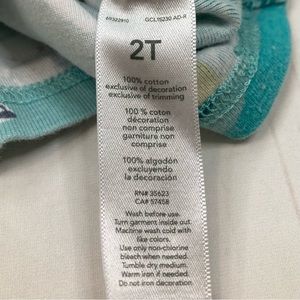 69322910 GCL15230 AD-R
2T
100% cotton
exclusive of decoration
exclusive of trimming
100 % coton
décoration
non comprise
garniture non
comprise
100% algodón
excluyendo
la decoración
RN# 35623
CA# 57458
Wash before use.
Turn garment inside out.
Machine wash cold with
like colors.
Use only non-chlorine
bleach when needed.
Tumble dry medium.
Warm iron if needed.
Do not iron decoration